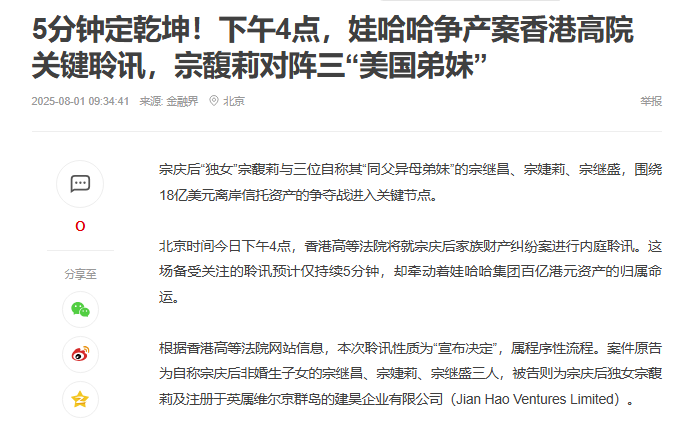 5分钟定乾坤！下午4点，娃哈哈争产案香港高院
关键聆讯，宗馥莉对阵三“美国弟妹”
2025-08-01 09:34:41 来源: 金融界 北京
举报
宗庆后“独女”宗馥莉与三位自称其“同父异母弟妹”的宗继昌、宗婕莉、宗继盛，围绕
18亿美元离岸信托资产的争夺战进入关键节点。
0
北京时间今日下午4点，香港高等法院将就宗庆后家族财产纠纷案进行内庭聆讯。这
场备受关注的聆讯预计仅持续5分钟，却牵动着娃哈哈集团百亿港元资产的归属命
运。
分享至
根据香港高等法院网站信息，本次聆讯性质为“宣布决定”，属程序性流程。案件原告
为自称宗庆后非婚生子女的宗继昌、宗婕莉、宗继盛三人，被告则为宗庆后独女宗馥
莉及注册于英属维尔京群岛的建昊企业有限公司（Jian Hao Ventures Limited）。